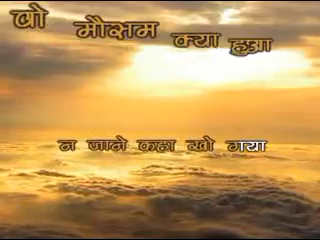 वो मौसम क्या हुआ
न जाने कहा खो गया